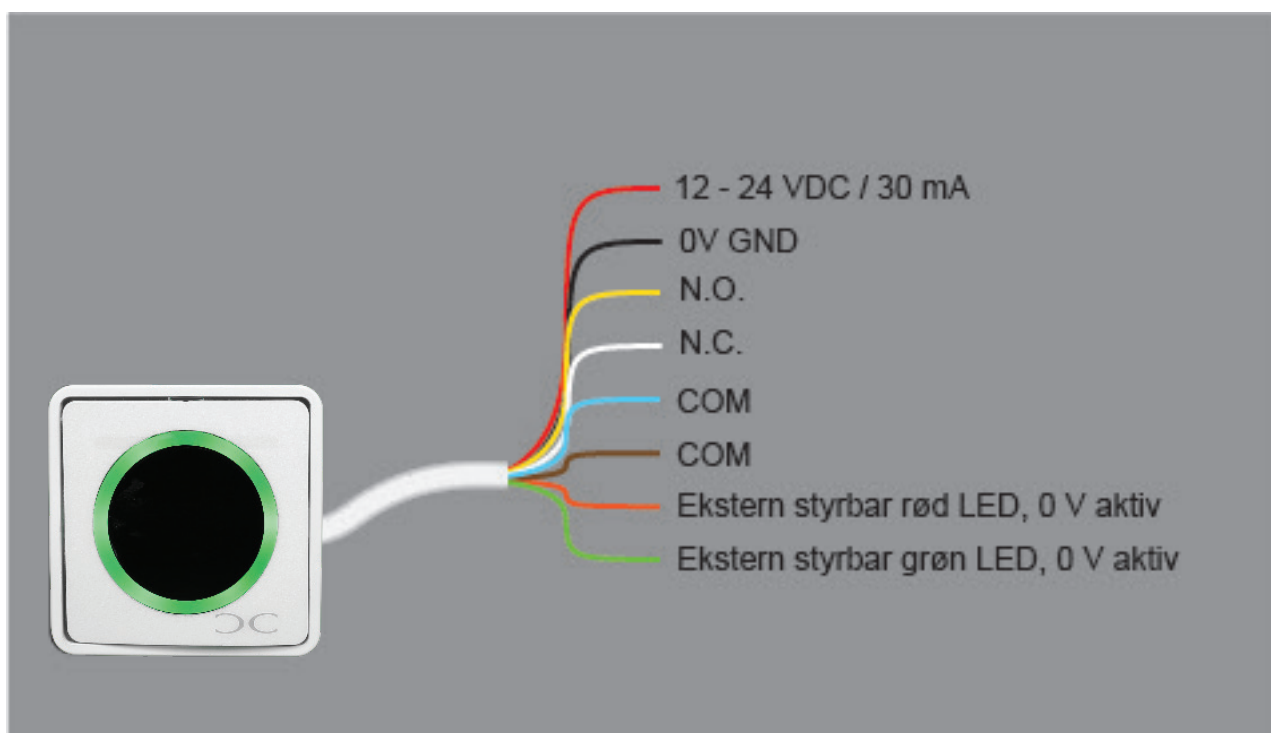 12 - 24 VDC / 30 mA
0V GND
N.O.
N.C.
COM
COM
Ekstern styrbar rød LED, 0 V aktiv
Ekstern styrbar grøn LED, 0 V aktiv